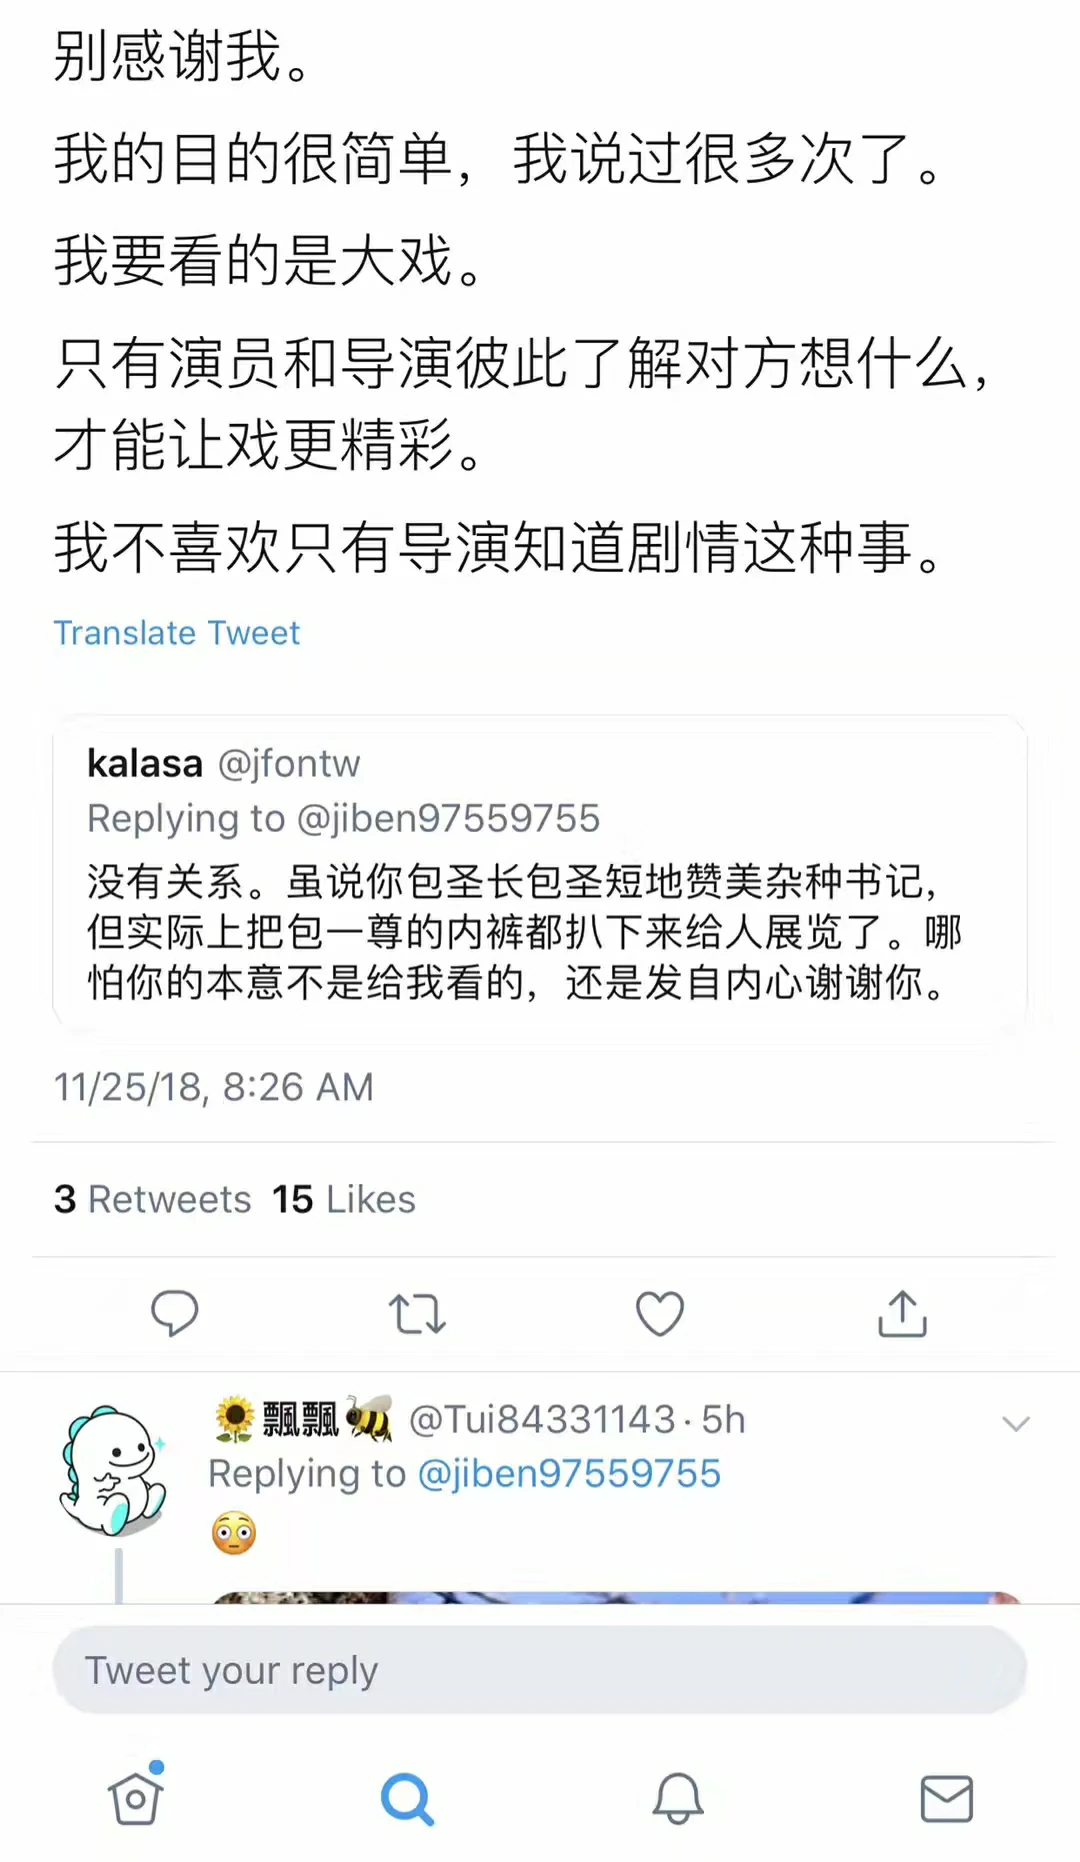 别感谢我。
我的目的很简单，我说过很多次了。
我要看的是大戏。
只有演员和导演彼此了解对方想什么，
才能让戏更精彩。
我不喜欢只有导演知道剧情这种事。
Translate Tweet
kalasa @jfontw
Replying to @jiben97559755
没有关系。虽说你包圣长包圣短地赞美杂种书记，
但实际上把包一尊的内裤都扒下来给人展览了。哪
怕你的本意不是给我看的，还是发自内心谢谢你。
11/25/18, 8:26 AM
3 Retweets 15 Likes
🌻飄飄🐝 @Tui84331143 · 5h
Replying to @jiben97559755
😳
Tweet your reply